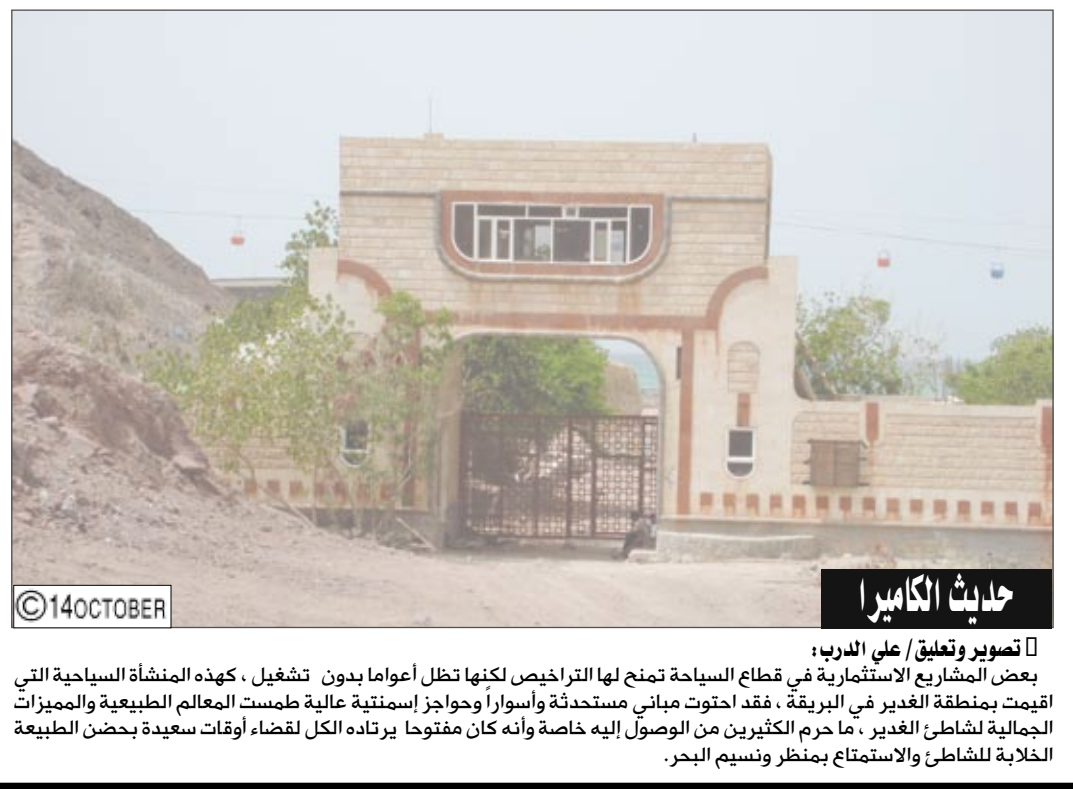 ©14OCTOBER
حديث الكاميرا
تصوير وتعليق/ علي الدرب:
بعض المشاريع الاستثمارية في قطاع السياحة تمنح لها التراخيص لكنها تظل أعواما بدون تشغيل ، كهذه المنشأة السياحية التي
اقيمت بمنطقة الغدير في البريقة ، فقد احتوت مباني مستحدثة وأسواراً وحواجز إسمنتية عالية طمست المعالم الطبيعية والمميزات
الجمالية لشاطئ الغدير ، ما حرم الكثيرين من الوصول إليه خاصة وأنه كان مفتوحا يرتاده الكل لقضاء أوقات سعيدة بحضن الطبيعة
الخلابة للشاطئ والاستمتاع بمنظر ونسيم البحر.